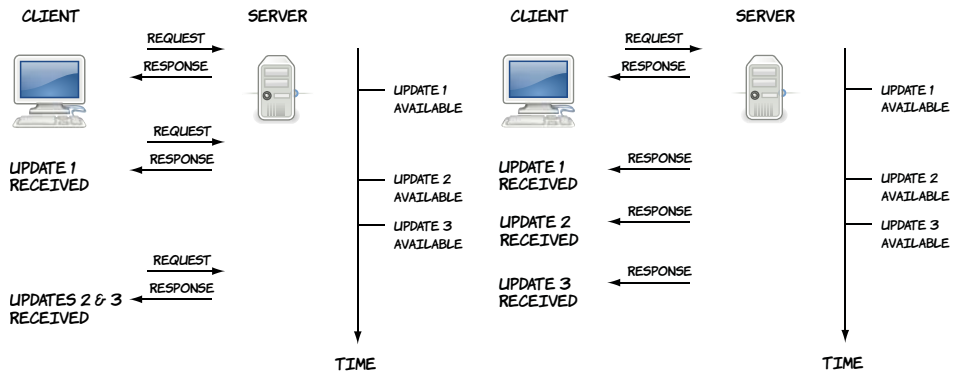 CLIENT
SERVER
REQUEST
RESPONSE
UPDATE 1
AVAILABLE
REQUEST
RESPONSE
UPDATE 1
RECEIVED
UPDATE 2
AVAILABLE
UPDATE 3
AVAILABLE
REQUEST
RESPONSE
UPDATES 2 & 3
RECEIVED
TIME
CLIENT
SERVER
REQUEST
RESPONSE
UPDATE 1
AVAILABLE
RESPONSE
UPDATE 1
RECEIVED
UPDATE 2
AVAILABLE
RESPONSE
UPDATE 2
RECEIVED
UPDATE 3
AVAILABLE
RESPONSE
UPDATE 3
RECEIVED
TIME